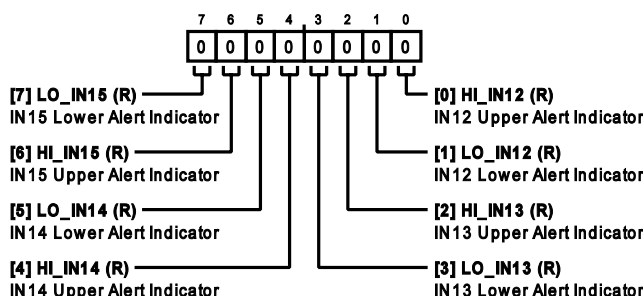 7 6 5 4 3 2 1 0
0 0 0 0 0 0 0 0
[7] LO_IN15 (R)
IN15 Lower Alert Indicator
[6] HI_IN15 (R)
IN15 Upper Alert Indicator
[5] LO_IN14 (R)
IN14 Lower Alert Indicator
[4] HI_IN14 (R)
IN14 Upper Alert Indicator
[0] HI_IN12 (R)
IN12 Upper Alert Indicator
[1] LO_IN12 (R)
IN12 Lower Alert Indicator
[2] HI_IN13 (R)
IN13 Upper Alert Indicator
[3] LO_IN13 (R)
IN13 Lower Alert Indicator